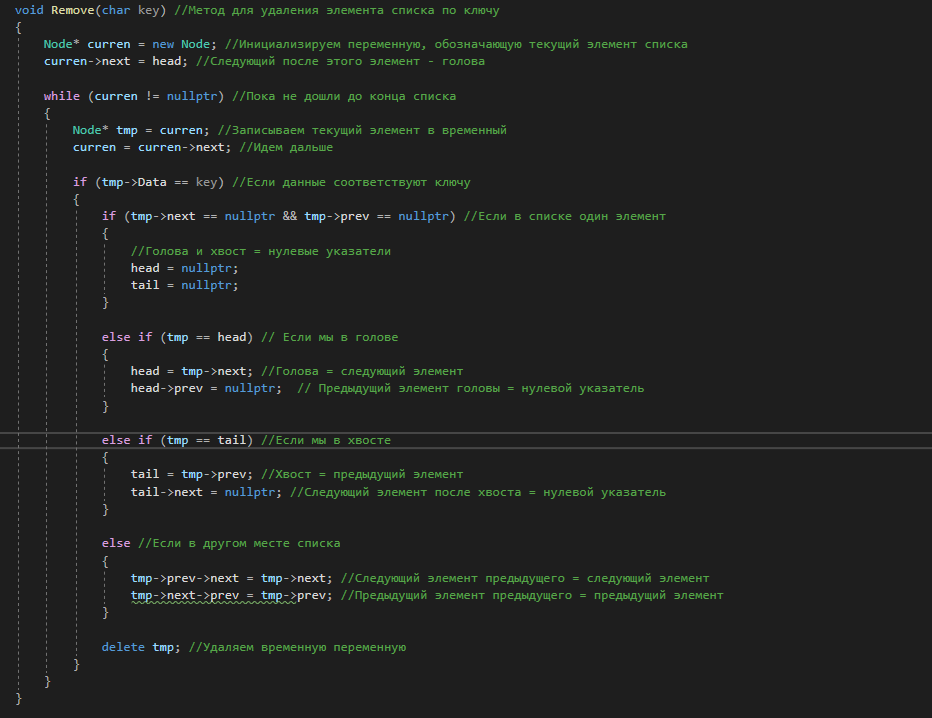 void Remove(char key) //Метод для удаления элемента списка по ключу
{
Node* curren = new Node; //Инициализируем переменную, обозначающую текущий элемент списка
curren->next = head; //Следующий после этого элемент - голова
while (curren != nullptr) //Пока не дошли до конца списка
{
Node* tmp = curren; //Записываем текущий элемент в временный
curren = curren->next; //Идем дальше
if (tmp->Data == key) //Если данные соответствуют ключу
{
if (tmp->next == nullptr && tmp->prev == nullptr) //Если в списке один элемент
{
//Голова и хвост = нулевые указатели
head = nullptr;
tail = nullptr;
}
else if (tmp == head) // Если мы в голове
{
head = tmp->next; //Голова = следующий элемент
head->prev = nullptr;  // Предыдущий элемент головы = нулевой указатель
}
else if (tmp == tail) //Если мы в хвосте
{
tail = tmp->prev; //Хвост = предыдущий элемент
tail->next = nullptr; //Следующий элемент после хвоста = нулевой указатель
}
else //Если в другом месте списка
{
tmp->prev->next = tmp->next; //Следующий элемент предыдущего = следующий элемент
tmp->next->prev = tmp->prev; //Предыдущий элемент предыдущего = предыдущий элемент
}
delete tmp; //Удаляем временную переменную
}
}
}